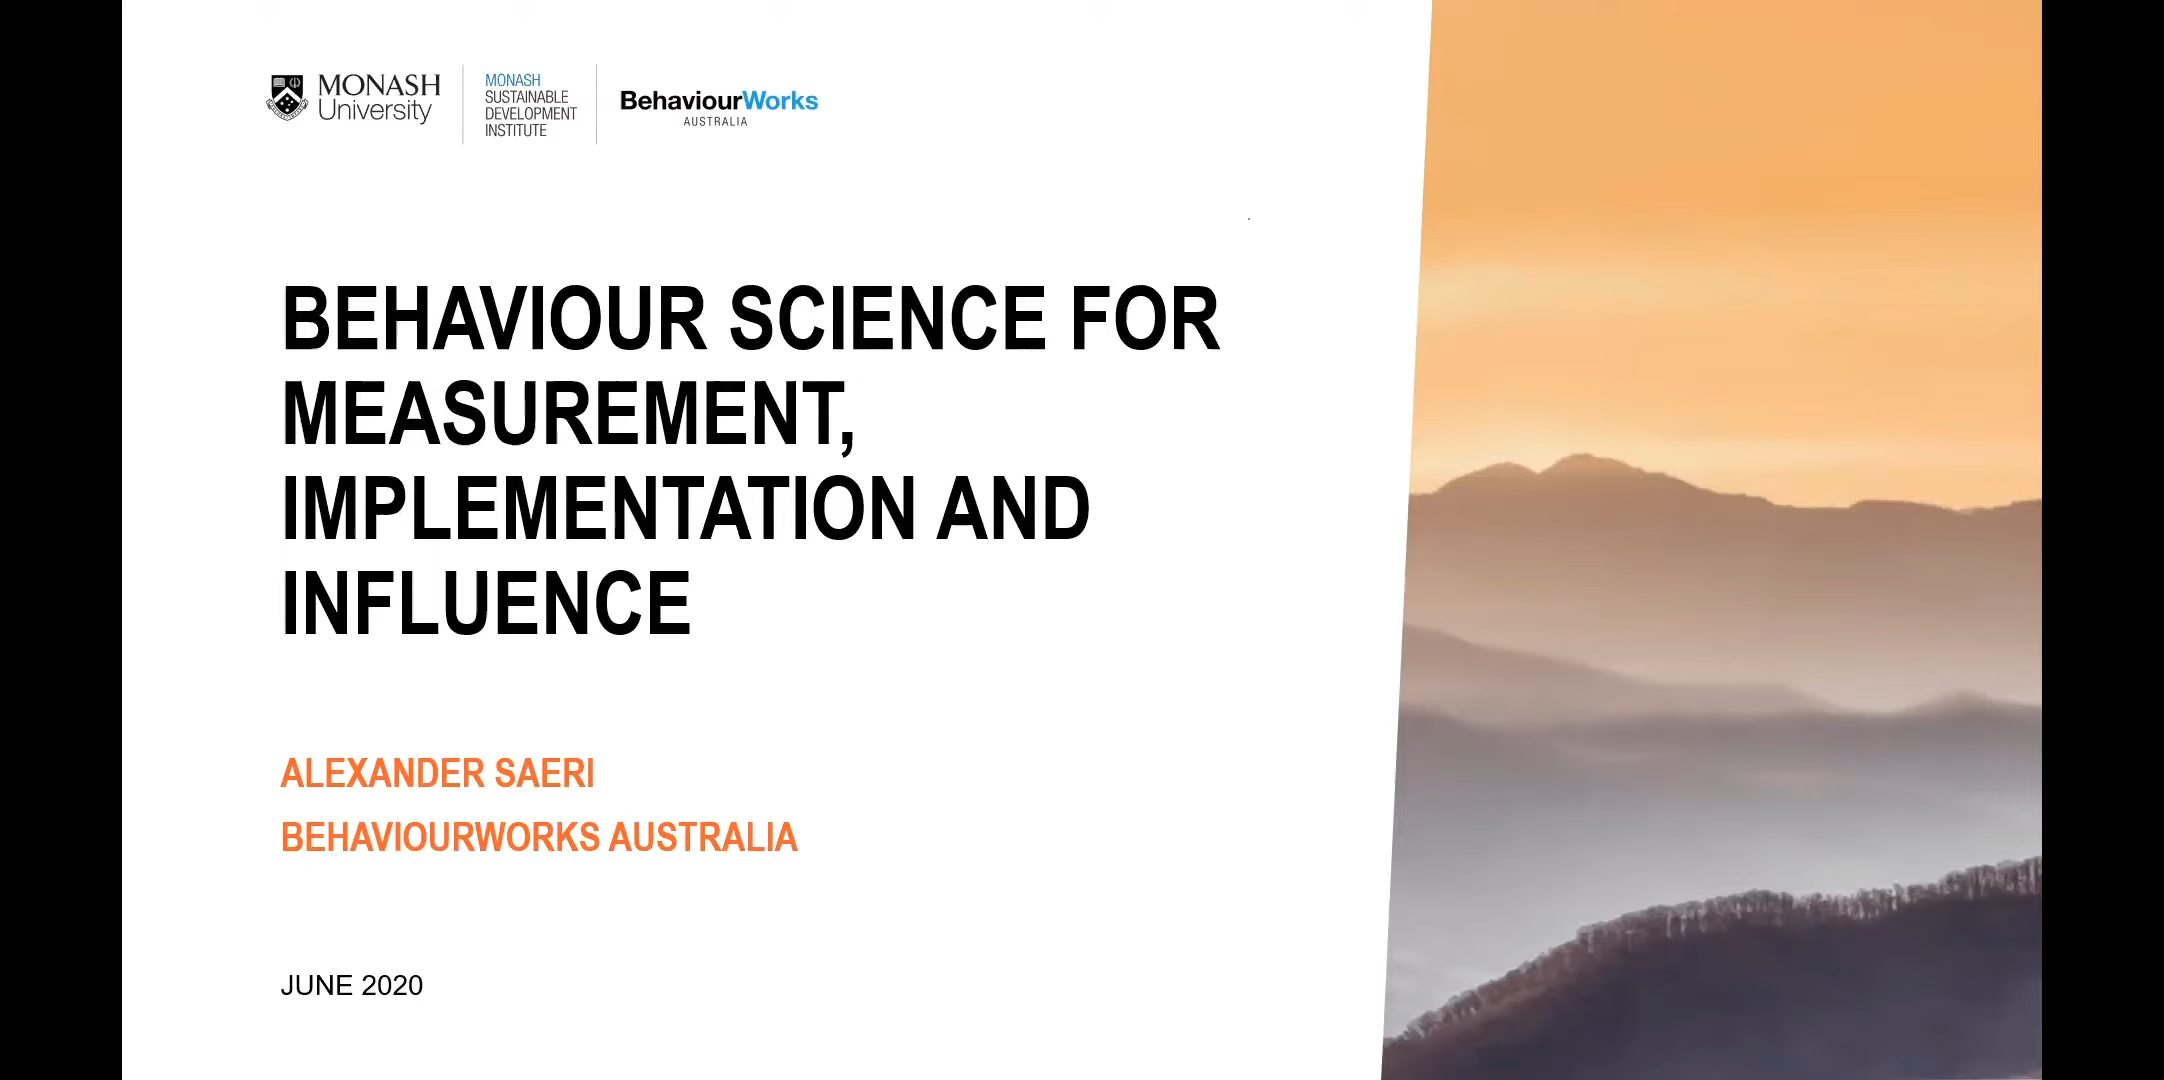 MONASH
University
MONASH
SUSTAINABLE
DEVELOPMENT
INSTITUTE
BehaviourWorks
AUSTRALIA
BEHAVIOUR SCIENCE FOR
MEASUREMENT,
IMPLEMENTATION AND
INFLUENCE
ALEXANDER SAERI
BEHAVIOURWORKS AUSTRALIA
JUNE 2020